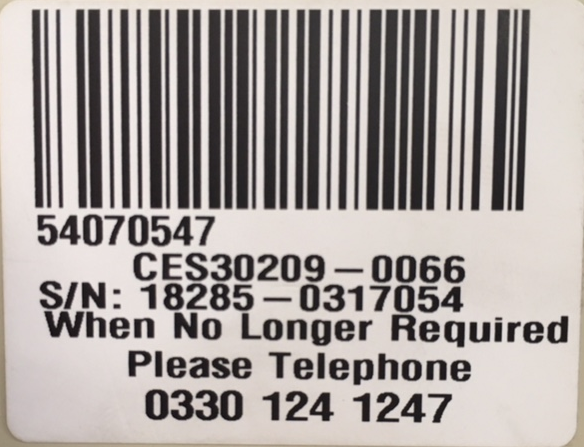 54070547
CES30209-0066
S/N: 18285-0317054
When No Longer Required
Please Telephone
0330 124 1247